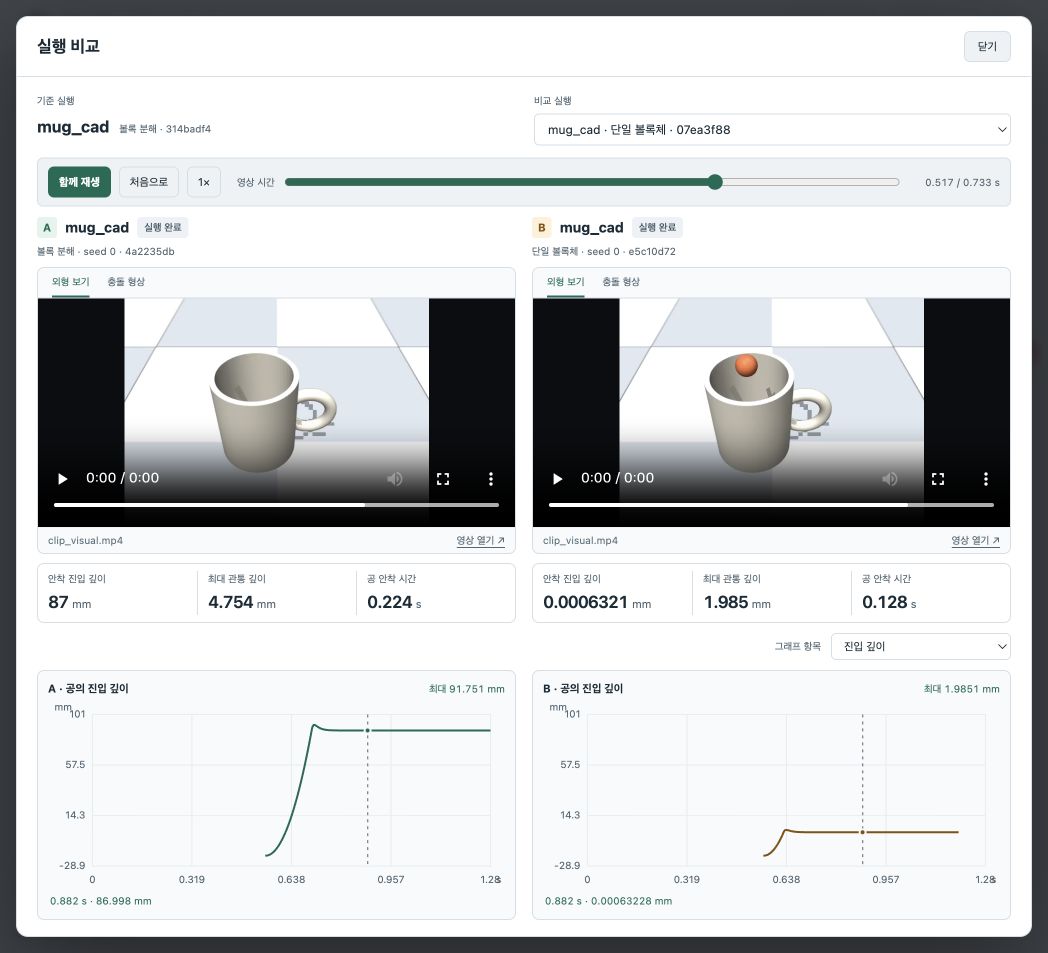 실행 비교
닫기
기준 실행
mug_cad 볼록 분해 · 314badf4
비교 실행
mug_cad · 단일 볼록체 · 07ea3f88
함께 재생
처음으로
1×
영상 시간
0.517 / 0.733 s
A mug_cad 실행 완료
볼록 분해 · seed 0 · 4a2235db
외형 보기 충돌 형상
0:00 / 0:00
clip_visual.mp4
영상 열기 ↗
안착 진입 깊이
87 mm
최대 관통 깊이
4.754 mm
공 안착 시간
0.224 s
B mug_cad 실행 완료
단일 볼록체 · seed 0 · e5c10d72
외형 보기 충돌 형상
0:00 / 0:00
clip_visual.mp4
영상 열기 ↗
안착 진입 깊이
0.0006321 mm
최대 관통 깊이
1.985 mm
공 안착 시간
0.128 s
그래프 항목
진입 깊이
A · 공의 진입 깊이
최대 91.751 mm
mm
101
57.5
14.3
-28.9
0 0.319 0.638 0.957 1.28 s
0.882 s · 86.998 mm
B · 공의 진입 깊이
최대 1.9851 mm
mm
101
57.5
14.3
-28.9
0 0.319 0.638 0.957 1.28 s
0.882 s · 0.00063228 mm